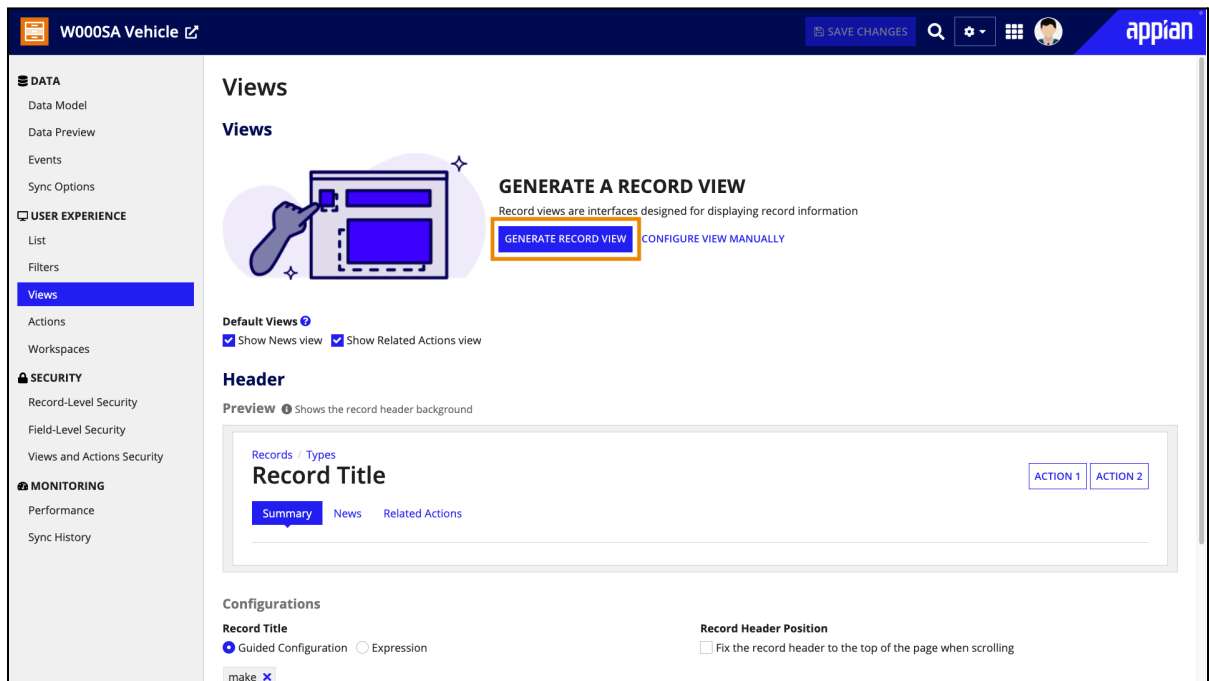 W000SA Vehicle
SAVE CHANGES
appian
DATA
Data Model
Data Preview
Events
Sync Options
USER EXPERIENCE
List
Filters
Views
Actions
Workspaces
SECURITY
Record-Level Security
Field-Level Security
Views and Actions Security
MONITORING
Performance
Sync History
Views
Views
GENERATE A RECORD VIEW
Record views are interfaces designed for displaying record information
GENERATE RECORD VIEW CONFIGURE VIEW MANUALLY
Default Views ?
Show News view Show Related Actions view
Header
Preview Shows the record header background
Records / Types
Record Title
ACTION 1 ACTION 2
Summary News Related Actions
Configurations
Record Title
Guided Configuration Expression
make
Record Header Position
Fix the record header to the top of the page when scrolling